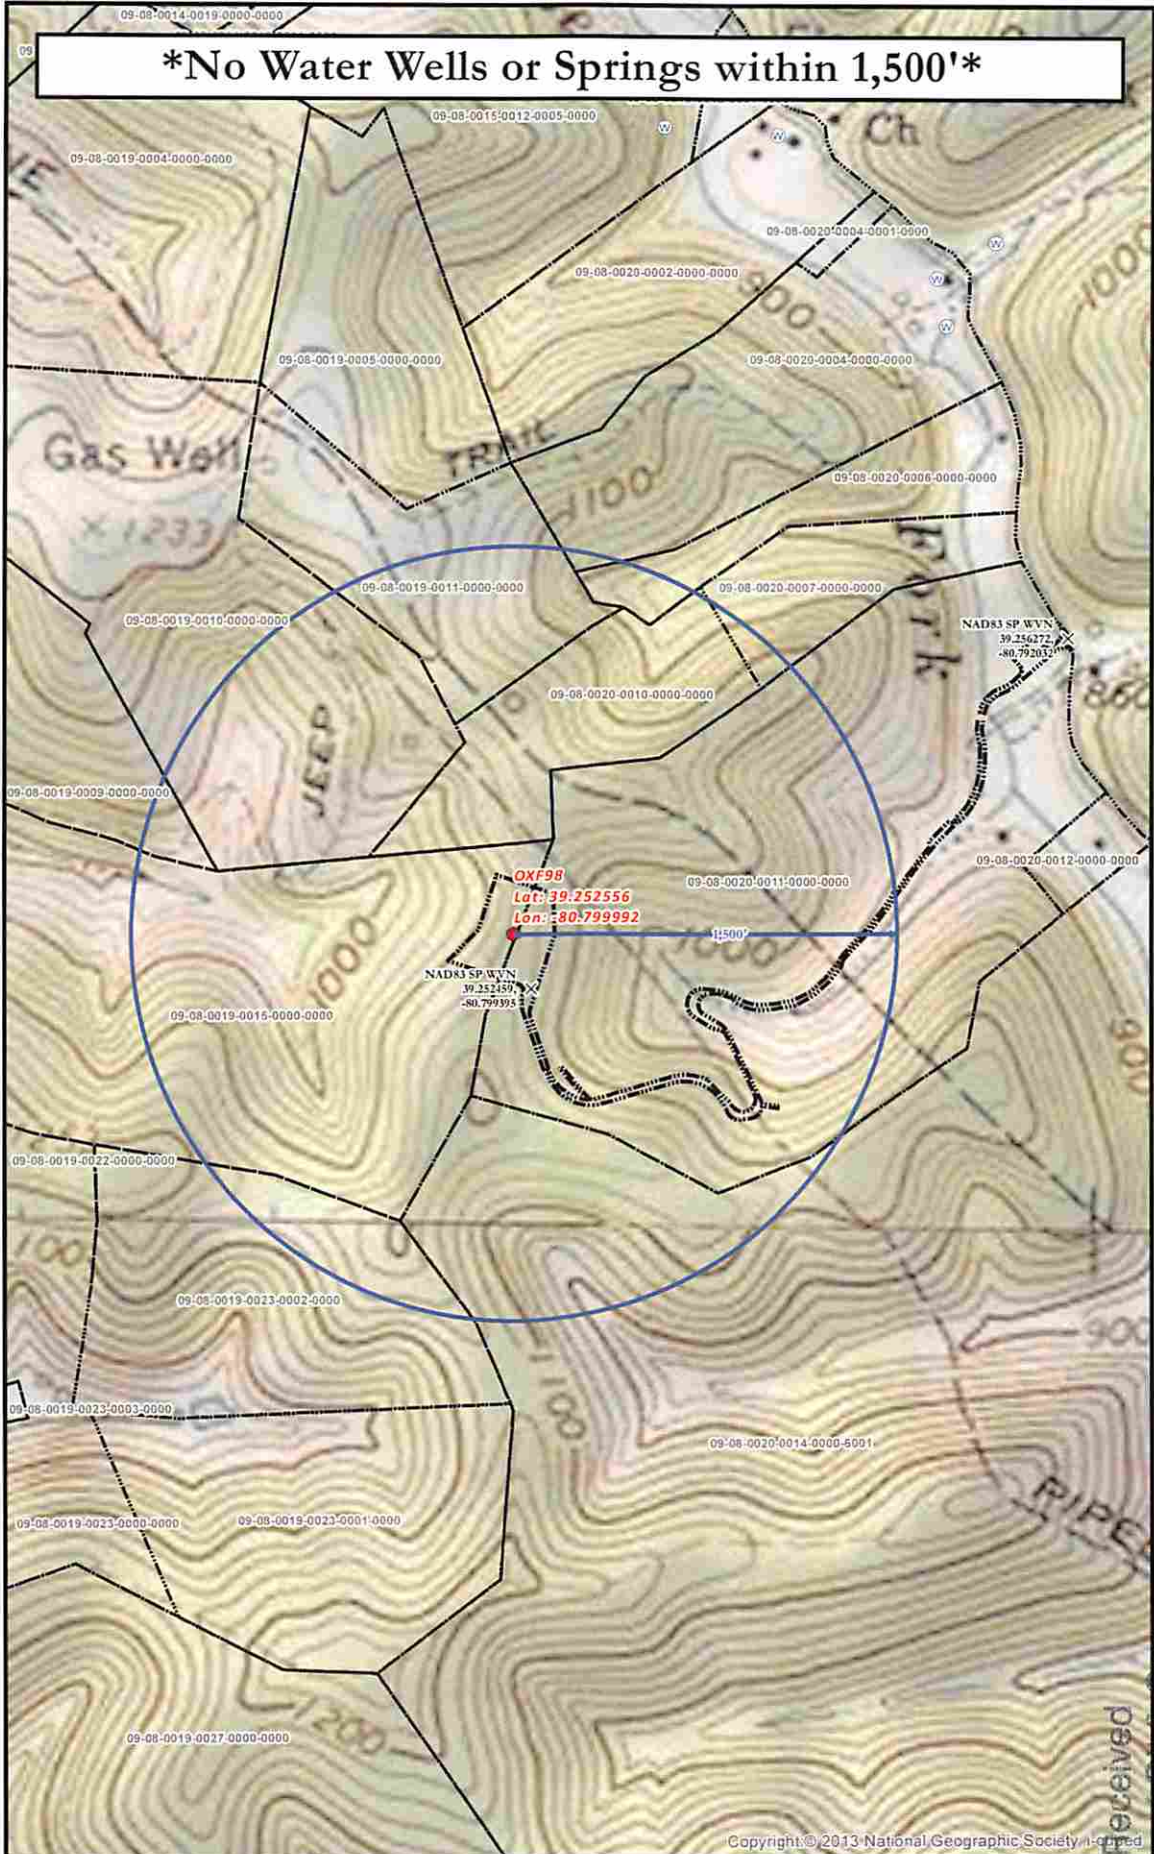 09-08-0014-0019-0000-0000
09
*No Water Wells or Springs within 1,500'*
09-08-0015-0012-0005-0000
W
W
Ch
09-08-0019-0004-0000-0000
09-08-0020-0004-0001-0000
W
09-08-0020-0002-0000-0000
W
900
1000
W
09-08-0019-0005-0000-0000
09-08-0020-0004-0000-0000
Gas Well
TRAIL
09-08-0020-0006-0000-0000
1100
X 1233
Fork
09-08-0019-0011-0000-0000
09-08-0020-0007-0000-0000
09-08-0019-0010-0000-0000
NAD83 SP WVN
39.256272,
-80.792032
09-08-0020-0010-0000-0000
860
JEEP
09-08-0019-0009-0000-0000
09-08-0020-0012-0000-0000
OXF98
Lat: 39.252556
Lon: -80.799992
09-08-0020-0011-0000-0000
1,500'
1000
NAD83 SP WVN
39.252459,
-80.799395
1000
09-08-0019-0015-0000-0000
900
09-08-0019-0022-0000-0000
1100
09-08-0019-0023-0002-0000
900
1100
09-08-0019-0023-0003-0000
09-08-0020-0014-0000-6001
09-08-0019-0023-0000-0000
09-08-0019-0023-0001-0000
1200
09-08-0019-0027-0000-0000
Received
Copyright:© 2013 National Geographic Society, i-cubed